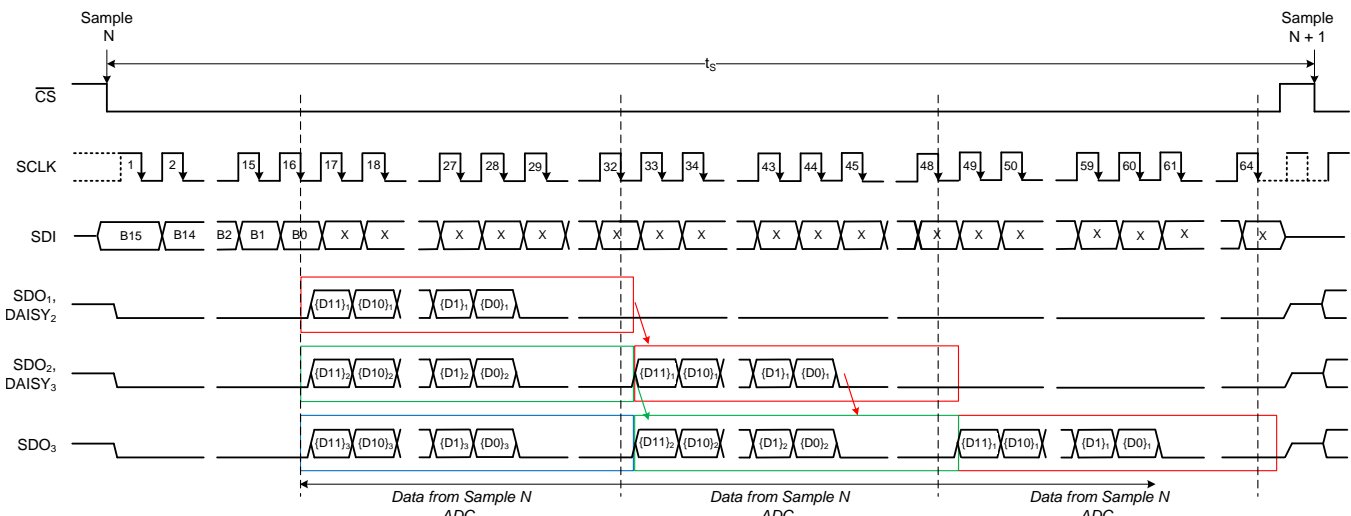 Sample
N
Sample
N + 1
tS
CS
SCLK
1 2 15 16 17 18 27 28 29 32 33 34 43 44 45 48 49 50 59 60 61 64
SDI
B15 B14 B2 B1 B0 X X X X X X X X X X X X X X X X X X
SDO1,
DAISY2
{D11}1 {D10}1 {D1}1 {D0}1
SDO2,
DAISY3
{D11}2 {D10}2 {D1}2 {D0}2 {D11}1 {D10}1 {D1}1 {D0}1
SDO3
{D11}3 {D10}3 {D1}3 {D0}3 {D11}2 {D10}2 {D1}2 {D0}2 {D11}1 {D10}1 {D1}1 {D0}1
Data from Sample N Data from Sample N Data from Sample N
ADC ADC ADC